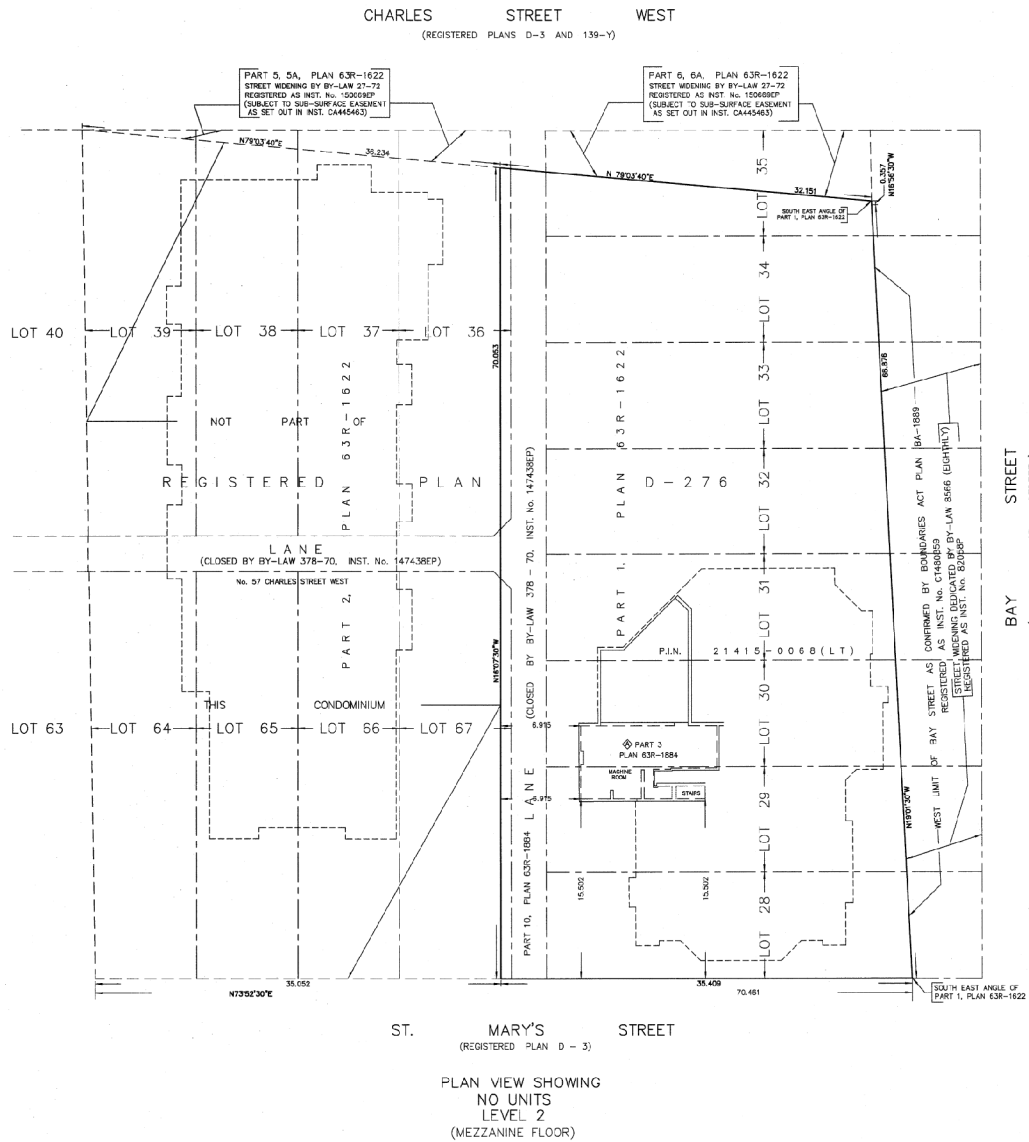 CHARLES STREET WEST
(REGISTERED PLANS D-3 AND 139-Y)
PART 5, 5A, PLAN 63R-1622
STREET WIDENING BY BY-LAW 27-72
REGISTERED AS INST. No. 150669EP
(SUBJECT TO SUB-SURFACE EASEMENT
AS SET OUT IN INST. CA445463)
PART 6, 6A, PLAN 63R-1622
STREET WIDENING BY BY-LAW 27-72
REGISTERED AS INST. No. 150669EP
(SUBJECT TO SUB-SURFACE EASEMENT
AS SET OUT IN INST. CA445463)
N79°03'40"E
38.234
N 79°03'40"E
32.151
0.357
N16°56'30"W
SOUTH EAST ANGLE OF
PART 1, PLAN 63R-1622
LOT 35
LOT 34
LOT 33
LOT 32
LOT 31
LOT 30
LOT 29
LOT 28
LOT 40
LOT 39
LOT 38
LOT 37
LOT 36
70.053
66.876
NOT PART OF
REGISTERED PLAN D-276
PART 2, PLAN 63R-1622
PART 1, PLAN 63R-1622
LANE
(CLOSED BY BY-LAW 378-70, INST. No. 147438EP)
No. 57 CHARLES STREET WEST
P.I.N. 21415-0068(LT)
N16°07'30"W
THIS CONDOMINIUM
LOT 63
LOT 64
LOT 65
LOT 66
LOT 67
6.915
6.915
A PART 3
PLAN 63R-1884
MACHINE
ROOM
STAIRS
15.502
15.502
PART 10, PLAN 63R-1884 LANE (CLOSED BY BY-LAW 378 - 70, INST. No. 147438EP)
N19°01'30"W
WEST LIMIT OF BAY STREET AS CONFIRMED BY BOUNDARIES ACT PLAN BA-1889
REGISTERED AS INST. No. CT480859
STREET WIDENING DEDICATED BY BY-LAW 8566 (EIGHTHLY)
REGISTERED AS INST. No. 82058P
BAY STREET
35.052
N73°52'30"E
35.409
70.461
SOUTH EAST ANGLE OF
PART 1, PLAN 63R-1622
ST. MARY'S STREET
(REGISTERED PLAN D - 3)
PLAN VIEW SHOWING
NO UNITS
LEVEL 2
(MEZZANINE FLOOR)